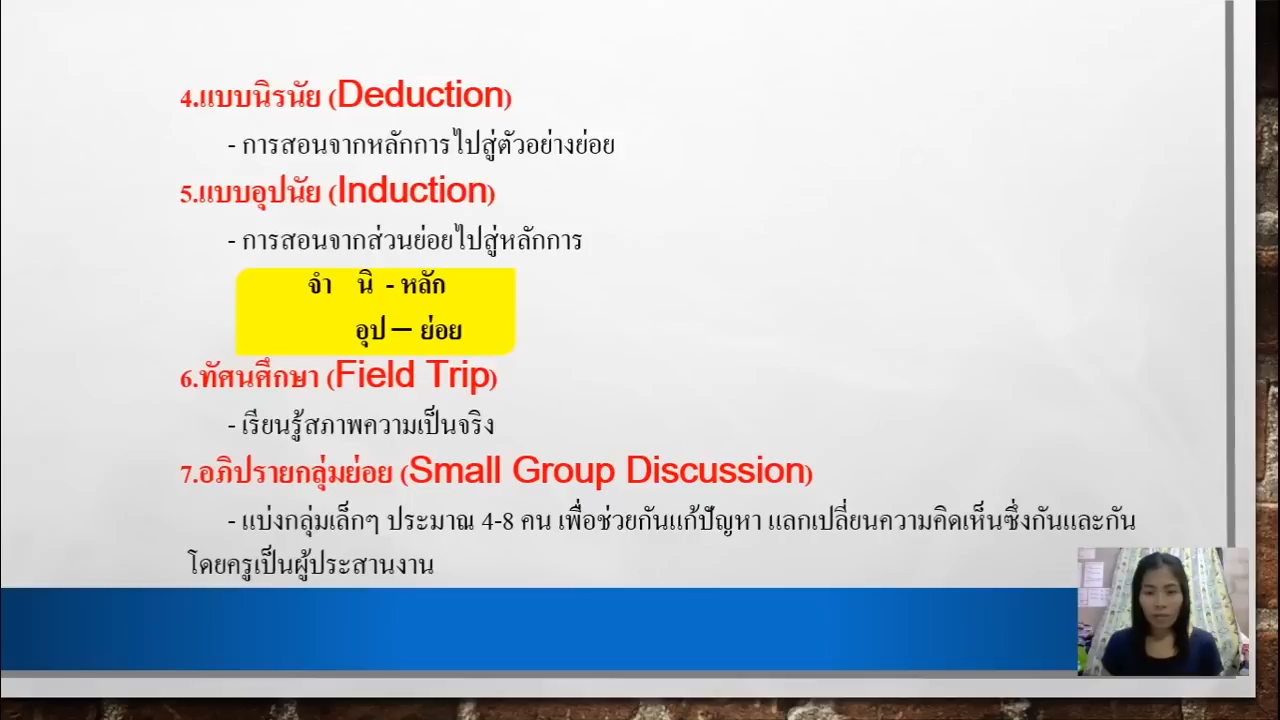 4.แบบนิรนัย (Deduction)
- การสอนจากหลักการไปสู่ตัวอย่างย่อย
5.แบบอุปนัย (Induction)
- การสอนจากส่วนย่อยไปสู่หลักการ
จำ นิ - หลัก
อุป – ย่อย
6.ทัศนศึกษา (Field Trip)
- เรียนรู้สภาพความเป็นจริง
7.อภิปรายกลุ่มย่อย (Small Group Discussion)
- แบ่งกลุ่มเล็กๆ ประมาณ 4-8 คน เพื่อช่วยกันแก้ปัญหา แลกเปลี่ยนความคิดเห็นซึ่งกันและกัน
โดยครูเป็นผู้ประสานงาน